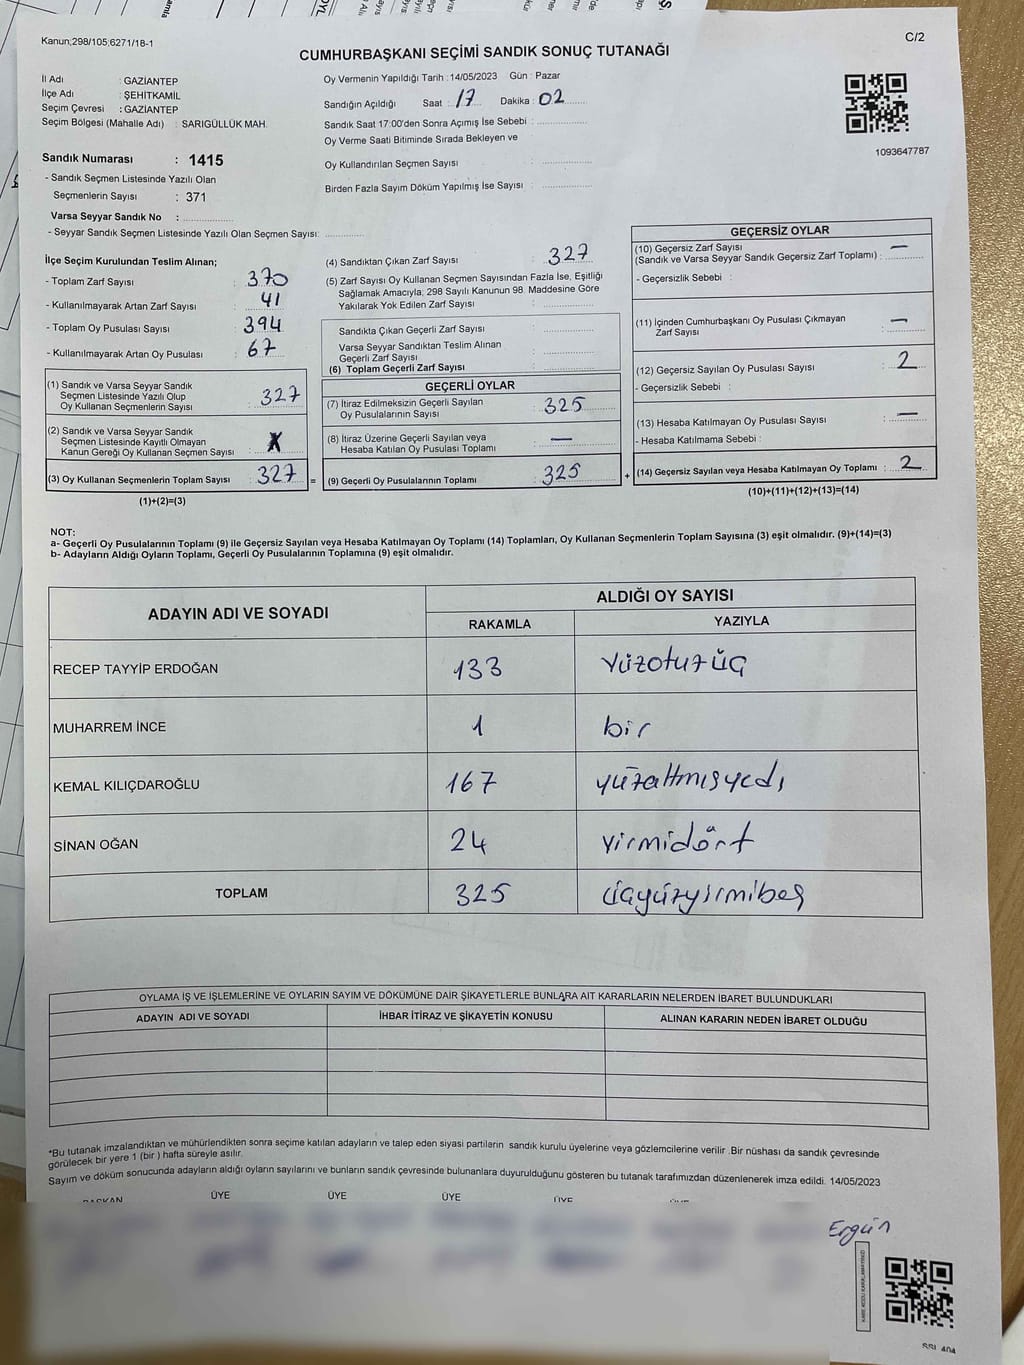 Kanun;298/105;6271/18-1
C/2
CUMHURBAŞKANI SEÇİMİ SANDIK SONUÇ TUTANAĞI
İl Adı : GAZİANTEP
İlçe Adı : ŞEHİTKAMİL
Seçim Çevresi : GAZİANTEP
Seçim Bölgesi (Mahalle Adı) : SARIGÜLLÜK MAH.
Oy Vermenin Yapıldığı Tarih :14/05/2023 Gün : Pazar
Sandığın Açıldığı Saat : 17 Dakika : 02
Sandık Saat 17:00'den Sonra Açımış İse Sebebi :
Oy Verme Saati Bitiminde Sırada Bekleyen ve
Oy Kullandırılan Seçmen Sayısı :
Birden Fazla Sayım Döküm Yapılmış İse Sayısı :
1093647787
Sandık Numarası : 1415
- Sandık Seçmen Listesinde Yazılı Olan
Seçmenlerin Sayısı : 371
Varsa Seyyar Sandık No :
- Seyyar Sandık Seçmen Listesinde Yazılı Olan Seçmen Sayısı:
İlçe Seçim Kurulundan Teslim Alınan;
- Toplam Zarf Sayısı : 370
- Kullanılmayarak Artan Zarf Sayısı : 41
- Toplam Oy Pusulası Sayısı : 394
- Kullanılmayarak Artan Oy Pusulası : 67
(1) Sandık ve Varsa Seyyar Sandık
Seçmen Listesinde Yazılı Olup
Oy Kullanan Seçmenlerin Sayısı : 327
(2) Sandık ve Varsa Seyyar Sandık
Seçmen Listesinde Kayıtlı Olmayan
Kanun Gereği Oy Kullanan Seçmen Sayısı : X
(3) Oy Kullanan Seçmenlerin Toplam Sayısı : 327 =
(1)+(2)=(3)
(4) Sandıktan Çıkan Zarf Sayısı : 327
(5) Zarf Sayısı Oy Kullanan Seçmen Sayısından Fazla İse, Eşitliği
Sağlamak Amacıyla, 298 Sayılı Kanunun 98. Maddesine Göre
Yakılarak Yok Edilen Zarf Sayısı :
Sandıkta Çıkan Geçerli Zarf Sayısı :
Varsa Seyyar Sandıktan Teslim Alınan
Geçerli Zarf Sayısı :
(6) Toplam Geçerli Zarf Sayısı :
GEÇERLİ OYLAR
(7) İtiraz Edilmeksizin Geçerli Sayılan
Oy Pusulalarının Sayısı : 325
(8) İtiraz Üzerine Geçerli Sayılan veya
Hesaba Katılan Oy Pusulası Toplamı : —
(9) Geçerli Oy Pusulalarının Toplamı : 325 +
GEÇERSİZ OYLAR
(10) Geçersiz Zarf Sayısı
(Sandık ve Varsa Seyyar Sandık Geçersiz Zarf Toplamı) : —
- Geçersizlik Sebebi :
(11) İçinden Cumhurbaşkanı Oy Pusulası Çıkmayan
Zarf Sayısı : —
(12) Geçersiz Sayılan Oy Pusulası Sayısı : 2
- Geçersizlik Sebebi :
(13) Hesaba Katılmayan Oy Pusulası Sayısı : —
- Hesaba Katılmama Sebebi :
(14) Geçersiz Sayılan veya Hesaba Katılmayan Oy Toplamı : 2
(10)+(11)+(12)+(13)=(14)
NOT:
a- Geçerli Oy Pusulalarının Toplamı (9) ile Geçersiz Sayılan veya Hesaba Katılmayan Oy Toplamı (14) Toplamları, Oy Kullanan Seçmenlerin Toplam Sayısına (3) eşit olmalıdır. (9)+(14)=(3)
b- Adayların Aldığı Oyların Toplamı, Geçerli Oy Pusulalarının Toplamına (9) eşit olmalıdır.
ADAYIN ADI VE SOYADI ALDIĞI OY SAYISI
RAKAMLA YAZIYLA
RECEP TAYYİP ERDOĞAN 133 Yüzotuzüç
MUHARREM İNCE 1 bir
KEMAL KILIÇDAROĞLU 167 yüzaltmışyedi
SİNAN OĞAN 24 Yirmidört
TOPLAM 325 üçyüzyirmibeş
OYLAMA İŞ VE İŞLEMLERİNE VE OYLARIN SAYIM VE DÖKÜMÜNE DAİR ŞİKAYETLERLE BUNLARA AIT KARARLARIN NELERDEN İBARET BULUNDUKLARI
ADAYIN ADI VE SOYADI İHBAR İTİRAZ VE ŞİKAYETİN KONUSU ALINAN KARARIN NEDEN İBARET OLDUĞU
*Bu tutanak imzalandıktan ve mühürlendikten sonra seçime katılan adayların ve talep eden siyasi partilerin sandık kurulu üyelerine veya gözlemcilerine verilir .Bir nüshası da sandık çevresinde
görülecek bir yere 1 (bir ) hafta süreyle asılır.
Sayım ve döküm sonucunda adayların aldığı oyların sayılarını ve bunların sandık çevresinde bulunanlara duyurulduğunu gösteren bu tutanak tarafımızdan düzenlenerek imza edildi. 14/05/2023
BAŞKAN ÜYE ÜYE ÜYE ÜYE
Ergün